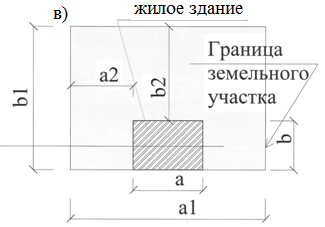 в)
жилое здание
Граница
земельного
участка
a2
b2
b1
b
a
a1